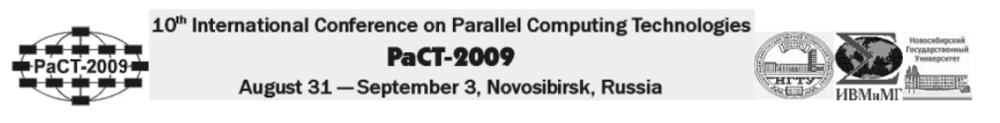 PaCT-2009
10th International Conference on Parallel Computing Technologies
PaCT-2009
August 31 — September 3, Novosibirsk, Russia
НГТУ
ИВМиМГ
Новосибирский
Государственный
Университет